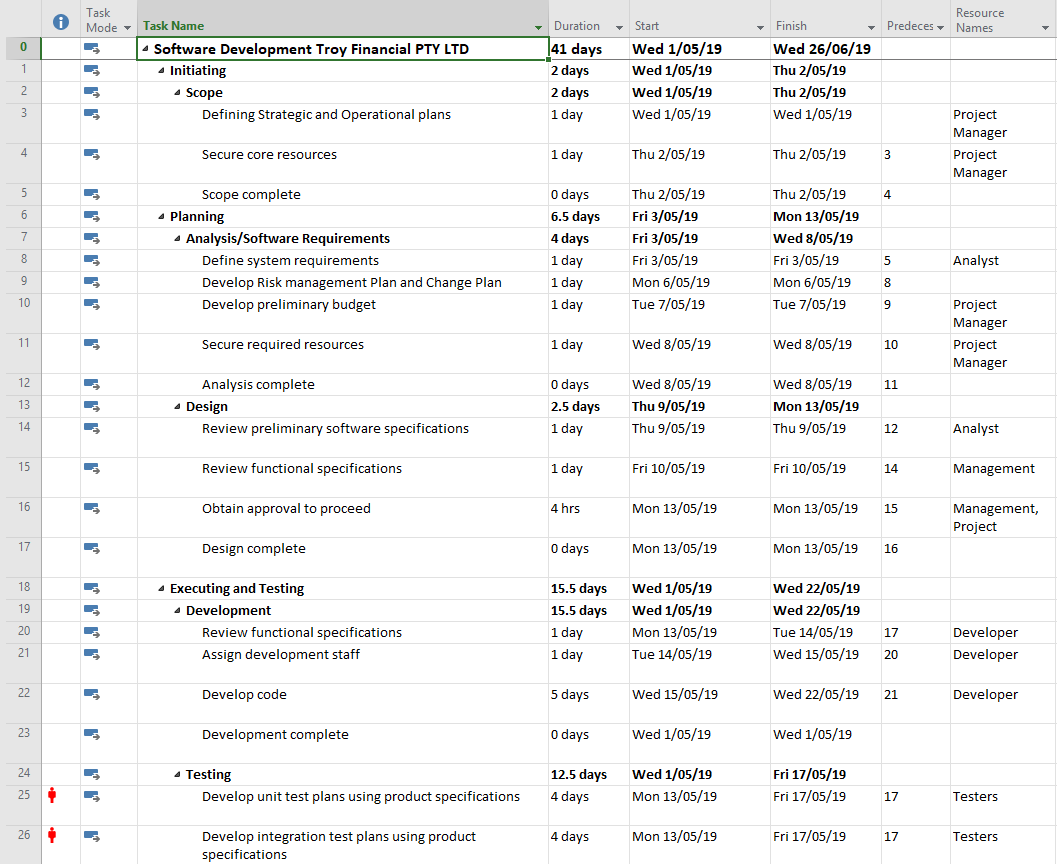 Task Mode Task Name Duration Start Finish Predeces Resource Names
0 Software Development Troy Financial PTY LTD 41 days Wed 1/05/19 Wed 26/06/19
1 Initiating 2 days Wed 1/05/19 Thu 2/05/19
2 Scope 2 days Wed 1/05/19 Thu 2/05/19
3 Defining Strategic and Operational plans 1 day Wed 1/05/19 Wed 1/05/19 Project Manager
4 Secure core resources 1 day Thu 2/05/19 Thu 2/05/19 3 Project Manager
5 Scope complete 0 days Thu 2/05/19 Thu 2/05/19 4
6 Planning 6.5 days Fri 3/05/19 Mon 13/05/19
7 Analysis/Software Requirements 4 days Fri 3/05/19 Wed 8/05/19
8 Define system requirements 1 day Fri 3/05/19 Fri 3/05/19 5 Analyst
9 Develop Risk management Plan and Change Plan 1 day Mon 6/05/19 Mon 6/05/19 8
10 Develop preliminary budget 1 day Tue 7/05/19 Tue 7/05/19 9 Project Manager
11 Secure required resources 1 day Wed 8/05/19 Wed 8/05/19 10 Project Manager
12 Analysis complete 0 days Wed 8/05/19 Wed 8/05/19 11
13 Design 2.5 days Thu 9/05/19 Mon 13/05/19
14 Review preliminary software specifications 1 day Thu 9/05/19 Thu 9/05/19 12 Analyst
15 Review functional specifications 1 day Fri 10/05/19 Fri 10/05/19 14 Management
16 Obtain approval to proceed 4 hrs Mon 13/05/19 Mon 13/05/19 15 Management, Project
17 Design complete 0 days Mon 13/05/19 Mon 13/05/19 16
18 Executing and Testing 15.5 days Wed 1/05/19 Wed 22/05/19
19 Development 15.5 days Wed 1/05/19 Wed 22/05/19
20 Review functional specifications 1 day Mon 13/05/19 Tue 14/05/19 17 Developer
21 Assign development staff 1 day Tue 14/05/19 Wed 15/05/19 20 Developer
22 Develop code 5 days Wed 15/05/19 Wed 22/05/19 21 Developer
23 Development complete 0 days Wed 1/05/19 Wed 1/05/19
24 Testing 12.5 days Wed 1/05/19 Fri 17/05/19
25 Develop unit test plans using product specifications 4 days Mon 13/05/19 Fri 17/05/19 17 Testers
26 Develop integration test plans using product specifications 4 days Mon 13/05/19 Fri 17/05/19 17 Testers